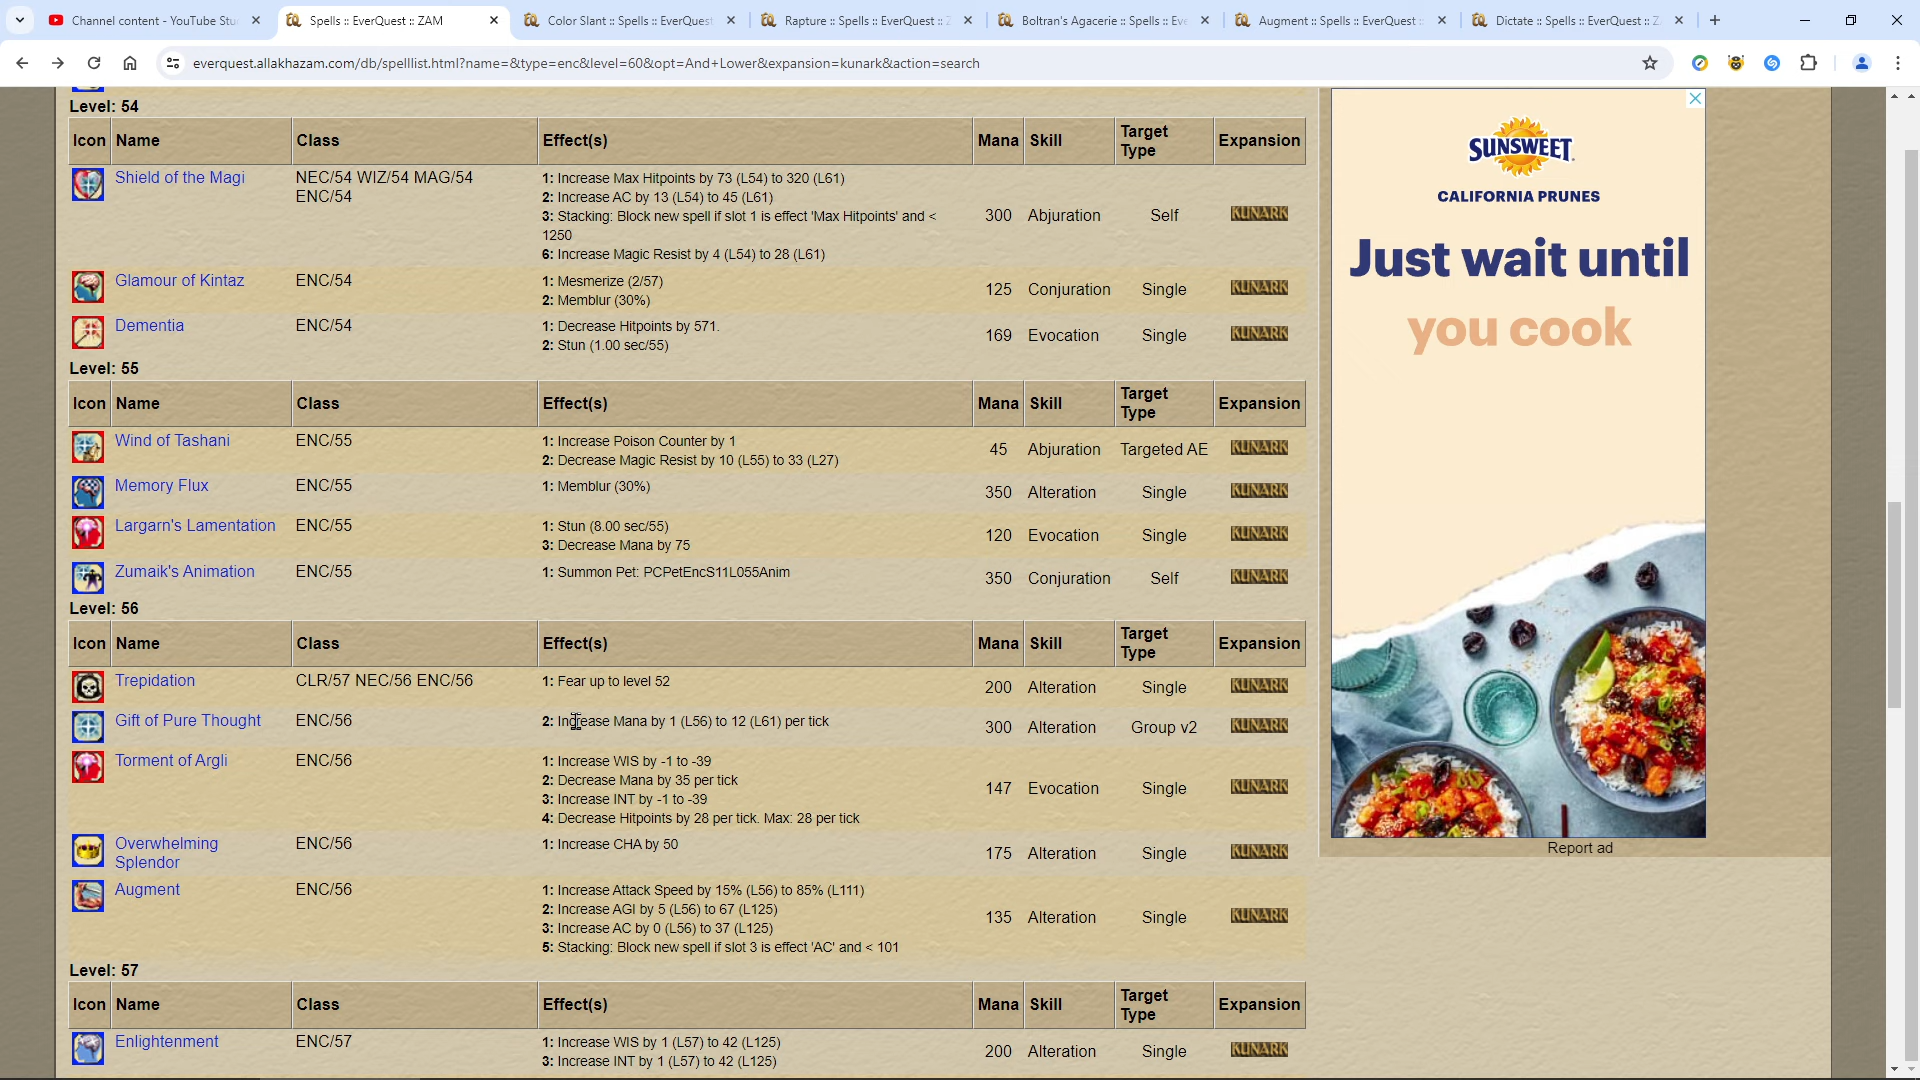 Channel content - YouTube Stu
Spells :: EverQuest :: ZAM
Color Slant :: Spells :: EverQuest
Rapture :: Spells :: EverQuest :: Z
Boltran's Agacerie :: Spells :: Eve
Augment :: Spells :: EverQuest ::
Dictate :: Spells :: EverQuest :: Z
everquest.allakhazam.com/db/spelllist.html?name=&type=enc&level=60&opt=And+Lower&expansion=kunark&action=search
Level: 54
Icon Name Class Effect(s) Mana Skill Target Type Expansion
Shield of the Magi NEC/54 WIZ/54 MAG/54 ENC/54
1: Increase Max Hitpoints by 73 (L54) to 320 (L61)
2: Increase AC by 13 (L54) to 45 (L61)
3: Stacking: Block new spell if slot 1 is effect 'Max Hitpoints' and <
1250
6: Increase Magic Resist by 4 (L54) to 28 (L61)
300 Abjuration Self KUNARK
Glamour of Kintaz ENC/54
1: Mesmerize (2/57)
2: Memblur (30%)
125 Conjuration Single KUNARK
Dementia ENC/54
1: Decrease Hitpoints by 571.
2: Stun (1.00 sec/55)
169 Evocation Single KUNARK
Level: 55
Icon Name Class Effect(s) Mana Skill Target Type Expansion
Wind of Tashani ENC/55
1: Increase Poison Counter by 1
2: Decrease Magic Resist by 10 (L55) to 33 (L27)
45 Abjuration Targeted AE KUNARK
Memory Flux ENC/55
1: Memblur (30%)
350 Alteration Single KUNARK
Largarn's Lamentation ENC/55
1: Stun (8.00 sec/55)
3: Decrease Mana by 75
120 Evocation Single KUNARK
Zumaik's Animation ENC/55
1: Summon Pet: PCPetEncS11L055Anim
350 Conjuration Self KUNARK
Level: 56
Icon Name Class Effect(s) Mana Skill Target Type Expansion
Trepidation CLR/57 NEC/56 ENC/56
1: Fear up to level 52
200 Alteration Single KUNARK
Gift of Pure Thought ENC/56
2: Increase Mana by 1 (L56) to 12 (L61) per tick
300 Alteration Group v2 KUNARK
Torment of Argli ENC/56
1: Increase WIS by -1 to -39
2: Decrease Mana by 35 per tick
3: Increase INT by -1 to -39
4: Decrease Hitpoints by 28 per tick. Max: 28 per tick
147 Evocation Single KUNARK
Overwhelming Splendor ENC/56
1: Increase CHA by 50
175 Alteration Single KUNARK
Augment ENC/56
1: Increase Attack Speed by 15% (L56) to 85% (L111)
2: Increase AGI by 5 (L56) to 67 (L125)
3: Increase AC by 0 (L56) to 37 (L125)
5: Stacking: Block new spell if slot 3 is effect 'AC' and < 101
135 Alteration Single KUNARK
Level: 57
Icon Name Class Effect(s) Mana Skill Target Type Expansion
Enlightenment ENC/57
1: Increase WIS by 1 (L57) to 42 (L125)
3: Increase INT by 1 (L57) to 42 (L125)
200 Alteration Single KUNARK
SUNSWEET
CALIFORNIA PRUNES
Just wait until
you cook
Report ad